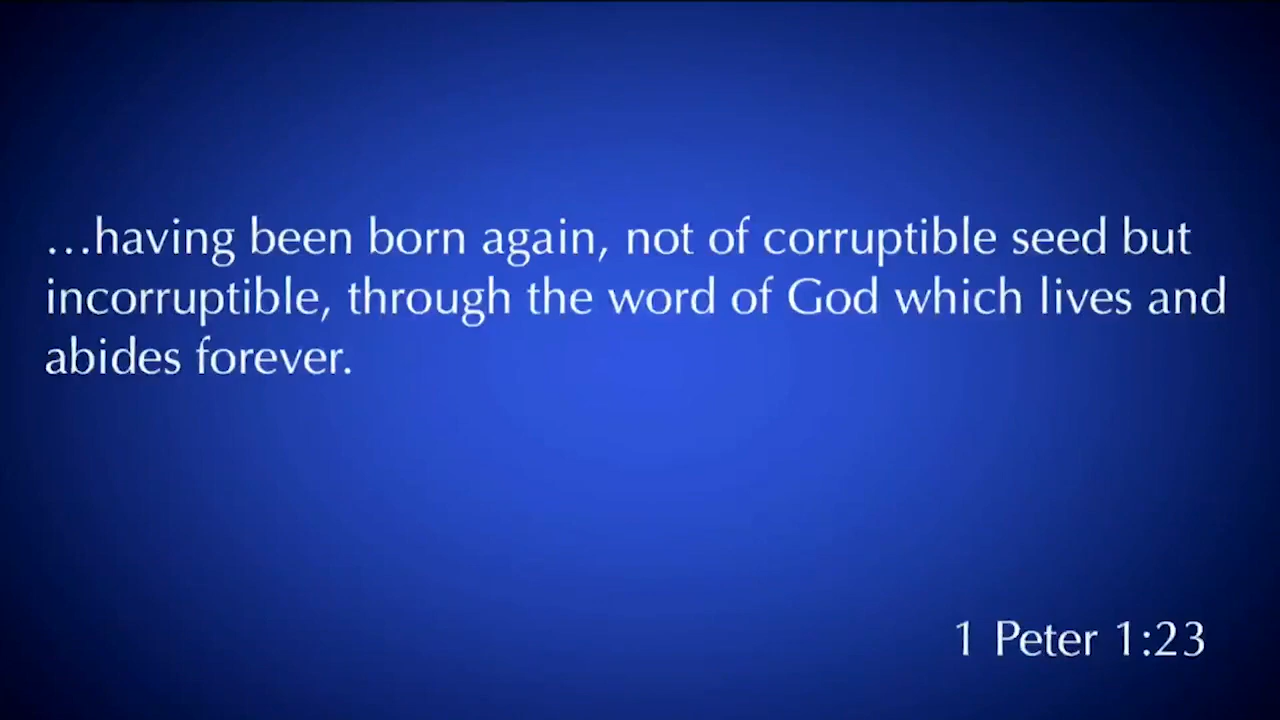 …having been born again, not of corruptible seed but
incorruptible, through the word of God which lives and
abides forever.
1 Peter 1:23